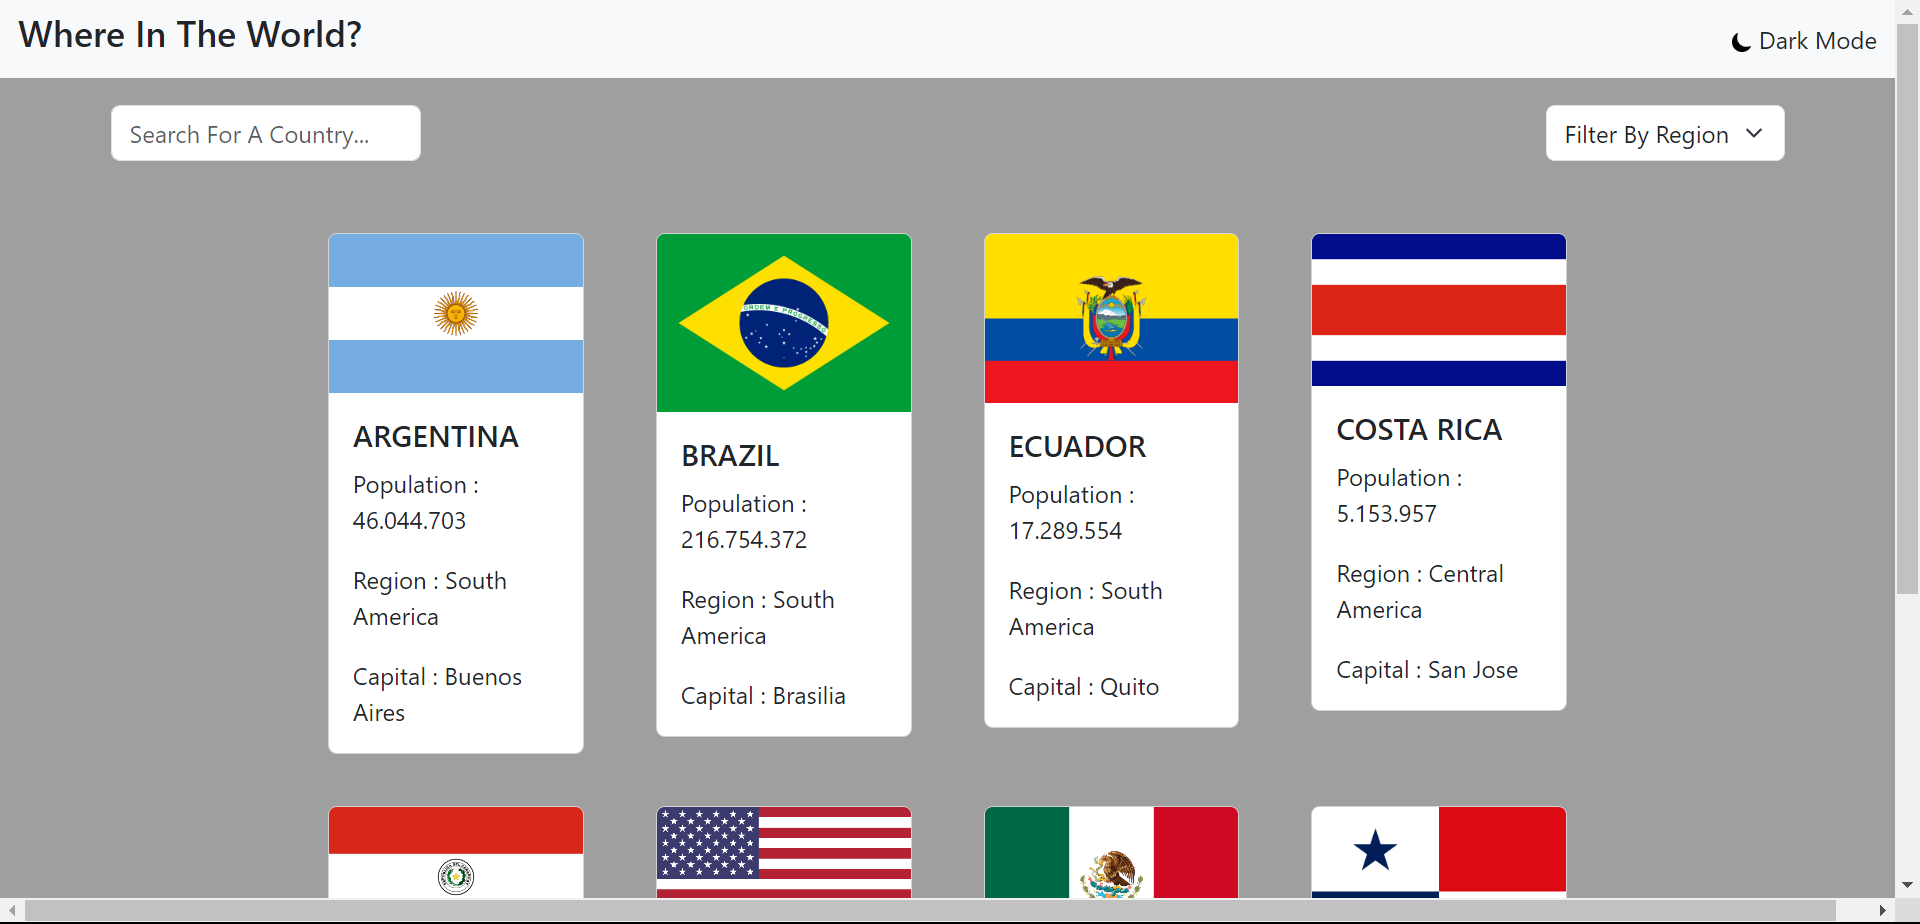 Where In The World?
Dark Mode
Search For A Country...
Filter By Region
ARGENTINA
Population :
46.044.703
Region : South
America
Capital : Buenos
Aires
ORDEM E PROGRESSO
BRAZIL
Population :
216.754.372
Region : South
America
Capital : Brasilia
ECUADOR
Population :
17.289.554
Region : South
America
Capital : Quito
COSTA RICA
Population :
5.153.957
Region : Central
America
Capital : San Jose